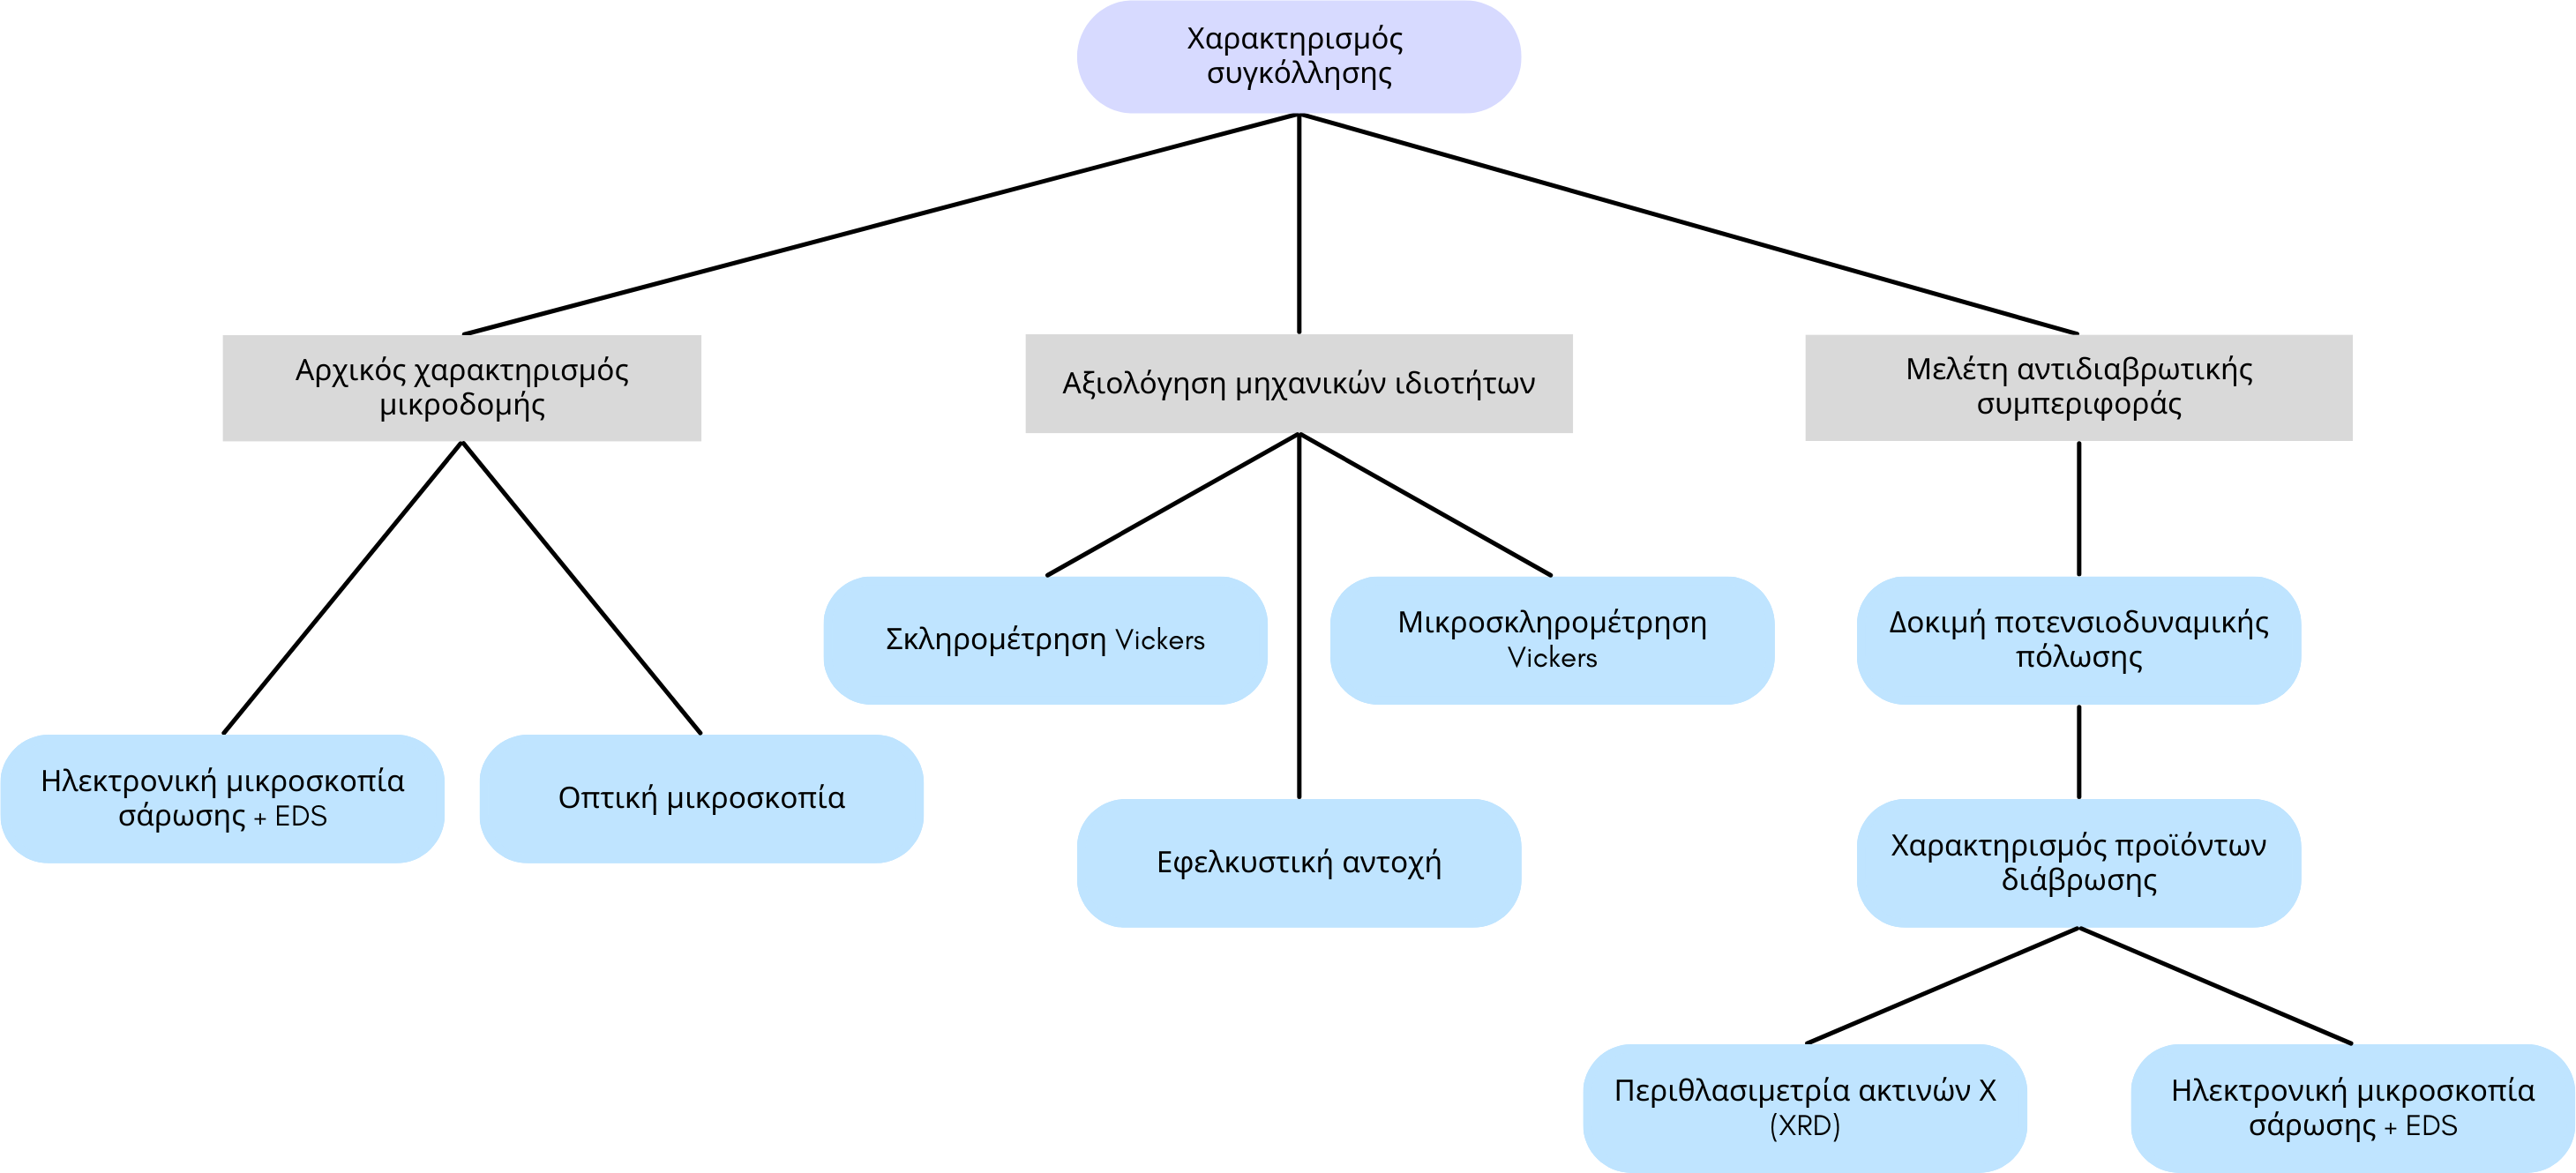 Χαρακτηρισμός
συγκόλλησης
Αρχικός χαρακτηρισμός
μικροδομής
Αξιολόγηση μηχανικών ιδιοτήτων
Μελέτη αντιδιαβρωτικής
συμπεριφοράς
Σκληρομέτρηση Vickers
Μικροσκληρομέτρηση
Vickers
Δοκιμή ποτενσιοδυναμικής
πόλωσης
Ηλεκτρονική μικροσκοπία
σάρωσης + EDS
Οπτική μικροσκοπία
Εφελκυστική αντοχή
Χαρακτηρισμός προϊόντων
διάβρωσης
Περιθλασιμετρία ακτινών Χ
(XRD)
Ηλεκτρονική μικροσκοπία
σάρωσης + EDS